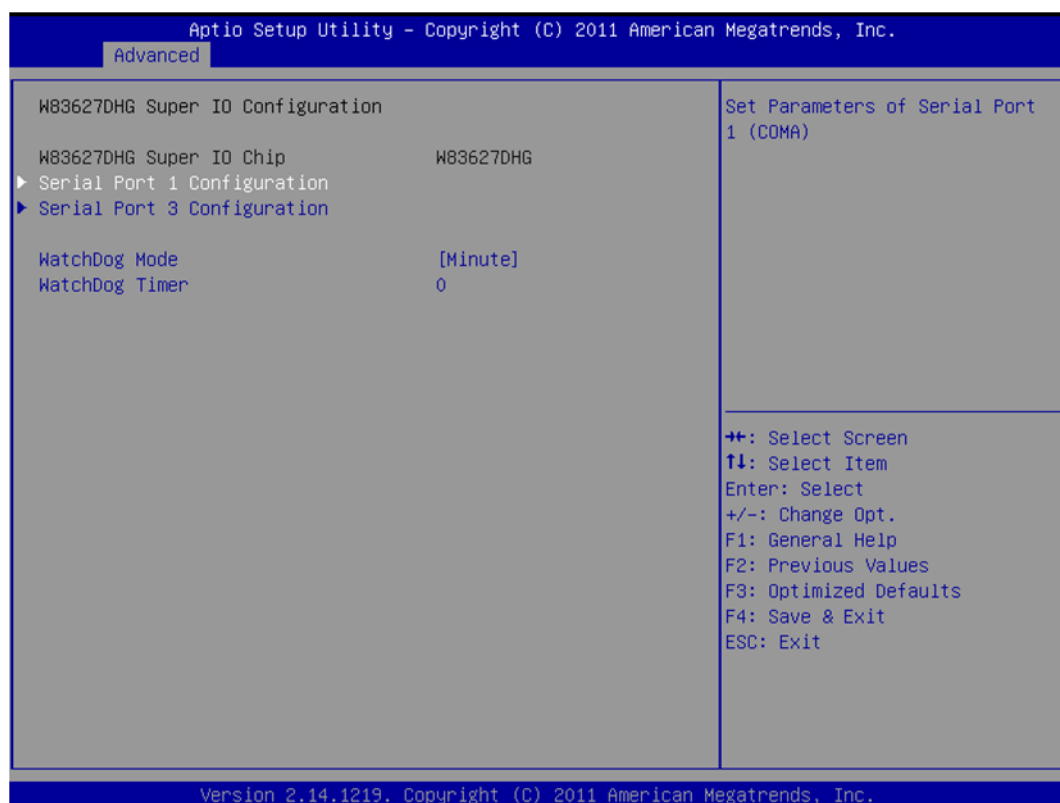 Aptio Setup Utility – Copyright (C) 2011 American Megatrends, Inc.
Advanced
W83627DHG Super IO Configuration
W83627DHG Super IO Chip W83627DHG
▶ Serial Port 1 Configuration
▶ Serial Port 3 Configuration
WatchDog Mode [Minute]
WatchDog Timer 0
Set Parameters of Serial Port
1 (COMA)
→←: Select Screen
↑↓: Select Item
Enter: Select
+/-: Change Opt.
F1: General Help
F2: Previous Values
F3: Optimized Defaults
F4: Save & Exit
ESC: Exit
Version 2.14.1219. Copyright (C) 2011 American Megatrends, Inc.